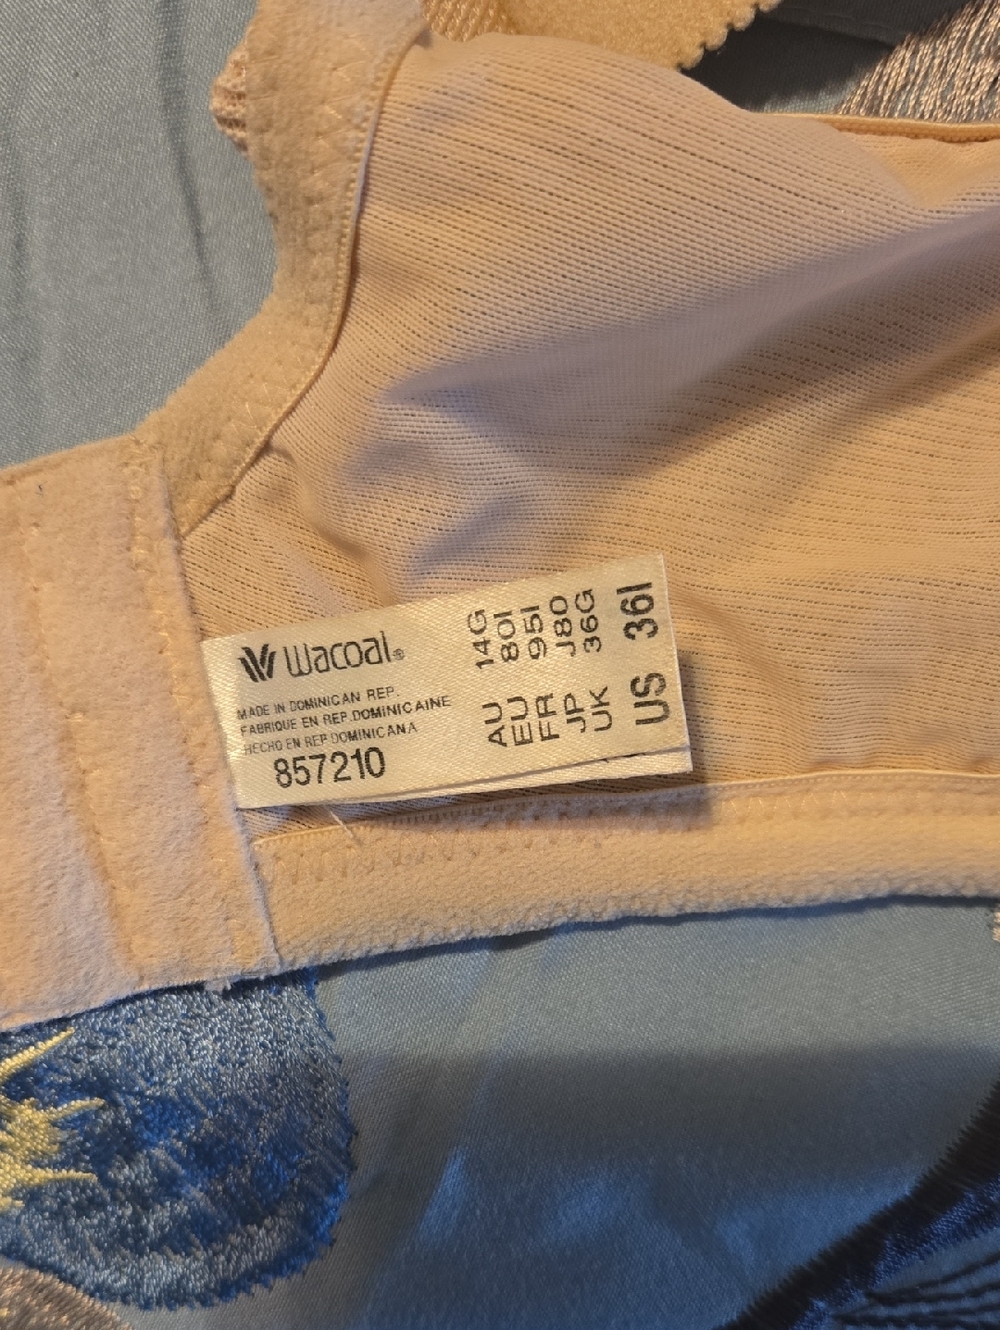 Wacoal®
MADE IN DOMINICAN REP.
FABRIQUE EN REP.DOMINICAINE
HECHO EN REP DOMINICANA
857210
AU 14G
EU 80I
FR 95I
JP J80
UK 36G
US 36I